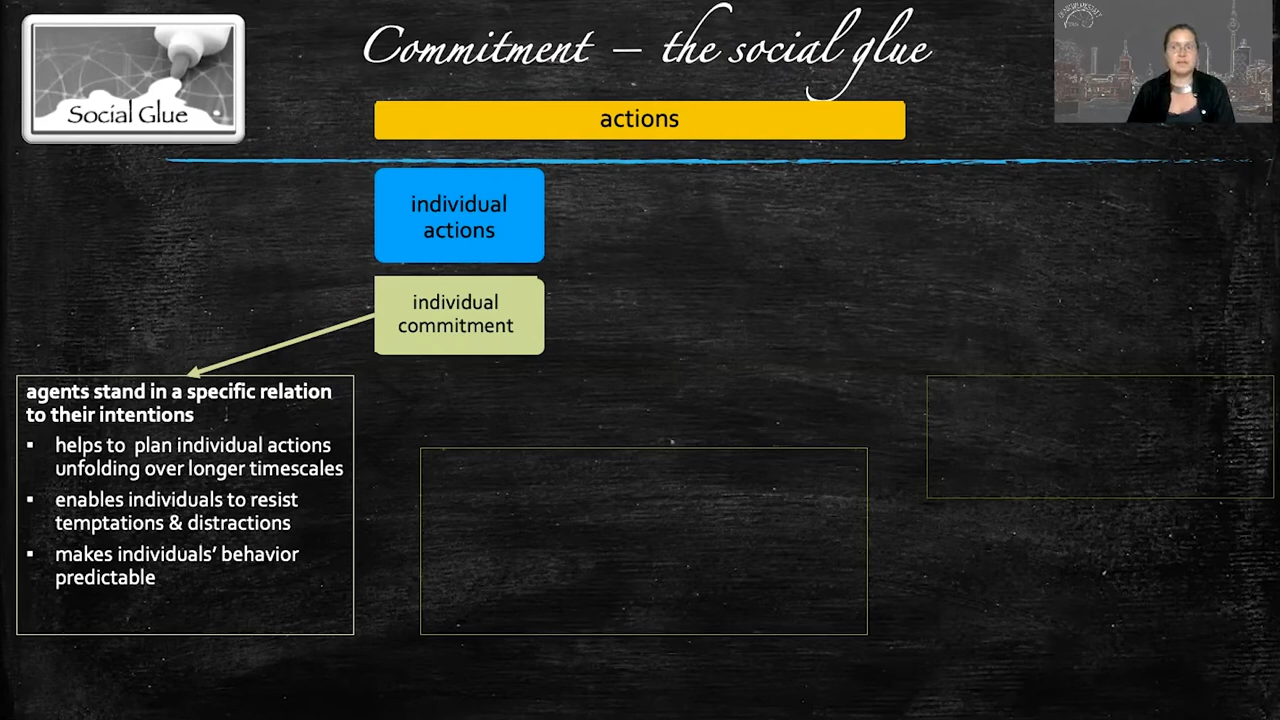 Commitment – the social glue
Social Glue
actions
individual
actions
individual
commitment
agents stand in a specific relation
to their intentions
▪ helps to plan individual actions
unfolding over longer timescales
▪ enables individuals to resist
temptations & distractions
▪ makes individuals’ behavior
predictable